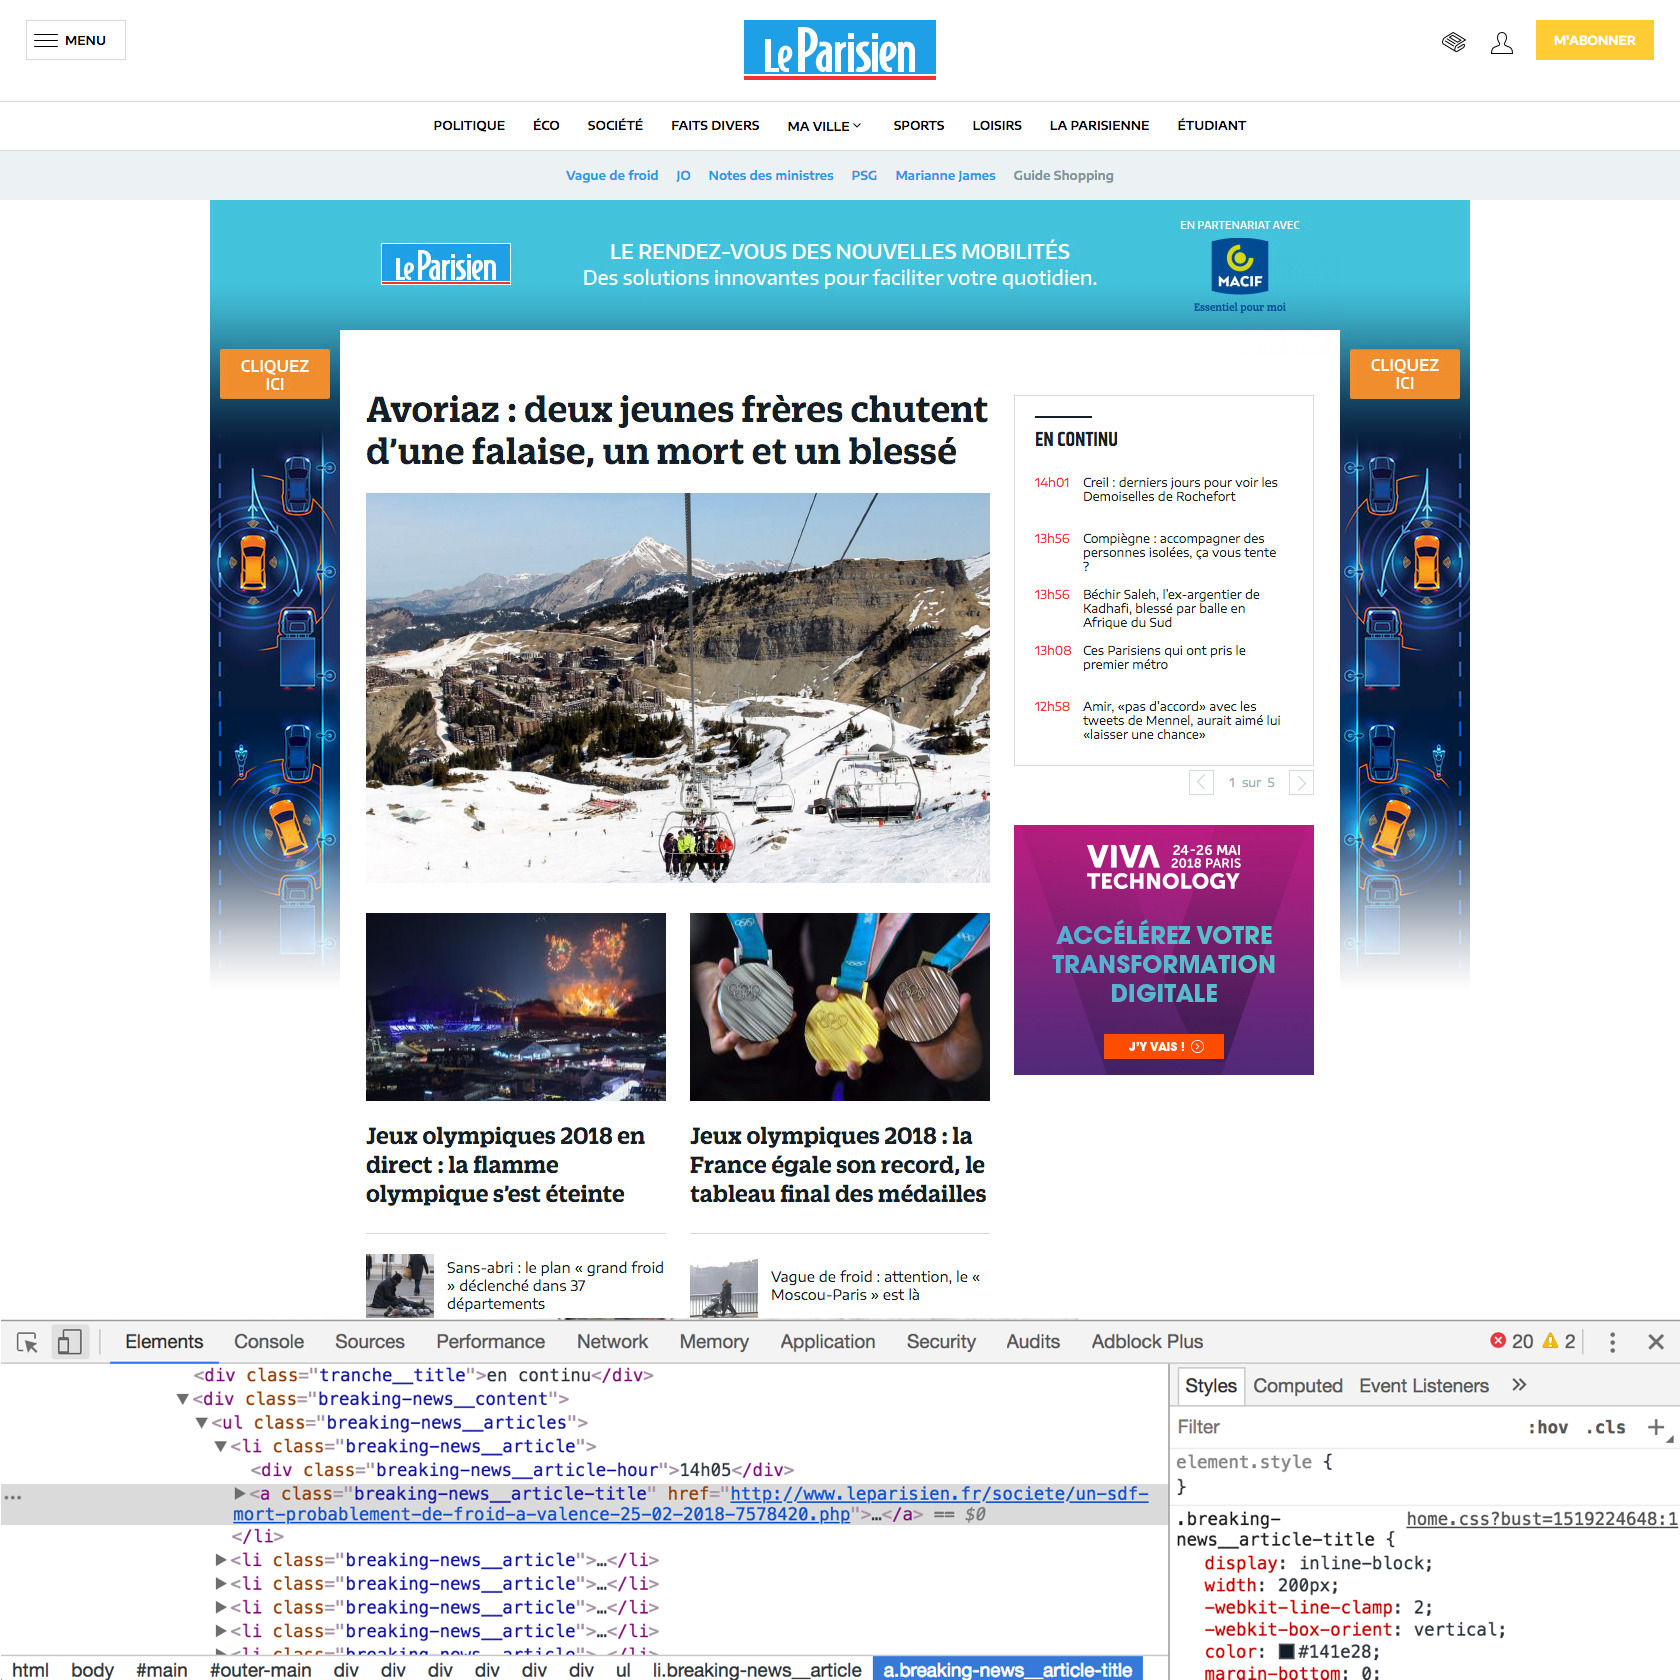 MENU
Le Parisien
M'ABONNER
POLITIQUE ÉCO SOCIÉTÉ FAITS DIVERS MA VILLE SPORTS LOISIRS LA PARISIENNE ÉTUDIANT
Vague de froid JO Notes des ministres PSG Marianne James Guide Shopping
Le Parisien
LE RENDEZ-VOUS DES NOUVELLES MOBILITÉS
Des solutions innovantes pour faciliter votre quotidien.
EN PARTENARIAT AVEC
MACIF
Essentiel pour moi
CLIQUEZ
ICI
CLIQUEZ
ICI
Avoriaz : deux jeunes frères chutent
d’une falaise, un mort et un blessé
EN CONTINU
14h01 Creil : derniers jours pour voir les
Demoiselles de Rochefort
13h56 Compiègne : accompagner des
personnes isolées, ça vous tente
?
13h56 Béchir Saleh, l’ex-argentier de
Kadhafi, blessé par balle en
Afrique du Sud
13h08 Ces Parisiens qui ont pris le
premier métro
12h58 Amir, «pas d’accord» avec les
tweets de Mennel, aurait aimé lui
«laisser une chance»
1 sur 5
VIVA
TECHNOLOGY
24-26 MAI
2018 PARIS
ACCÉLÉREZ VOTRE
TRANSFORMATION
DIGITALE
J'Y VAIS !
Jeux olympiques 2018 en
direct : la flamme
olympique s’est éteinte
Jeux olympiques 2018 : la
France égale son record, le
tableau final des médailles
Sans-abri : le plan « grand froid
» déclenché dans 37
départements
Vague de froid : attention, le «
Moscou-Paris » est là
Elements Console Sources Performance Network Memory Application Security Audits Adblock Plus 20 2
<div class="tranche__title">en continu</div>
<div class="breaking-news__content">
<ul class="breaking-news__articles">
<li class="breaking-news__article">
<div class="breaking-news__article-hour">14h05</div>
... <a class="breaking-news__article-title" href="http://www.leparisien.fr/societe/un-sdf-
mort-probablement-de-froid-a-valence-25-02-2018-7578420.php">…</a> == $0
</li>
<li class="breaking-news__article">…</li>
<li class="breaking-news__article">…</li>
<li class="breaking-news__article">…</li>
<li class="breaking-news__article">…</li>
<li class="breaking-news__article">…</li>
html body #main #outer-main div div div div div div ul li.breaking-news__article a.breaking-news__article-title
Styles Computed Event Listeners »
Filter :hov .cls +
element.style {
}
.breaking- home.css?bust=1519224648:1
news__article-title {
display: inline-block;
width: 200px;
-webkit-line-clamp: 2;
-webkit-box-orient: vertical;
color: #141e28;
margin-bottom: 0;